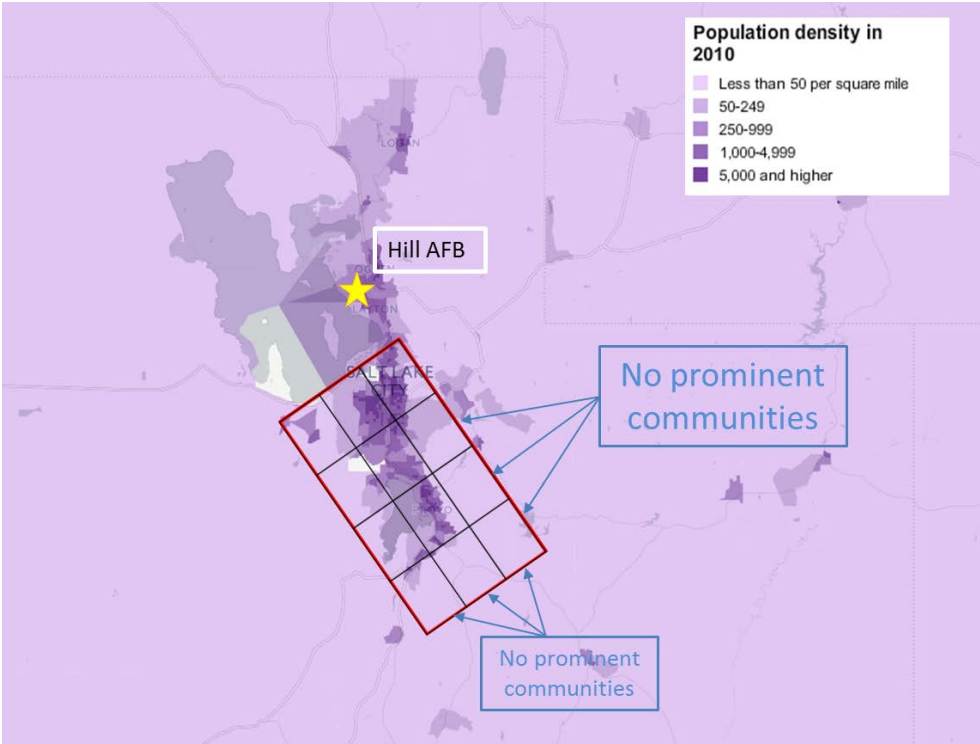 Population density in
2010
Less than 50 per square mile
50-249
250-999
1,000-4,999
5,000 and higher
LOGAN
Hill AFB
LAYTON
SALT LAKE
CITY
No prominent
communities
PROVO
No prominent
communities